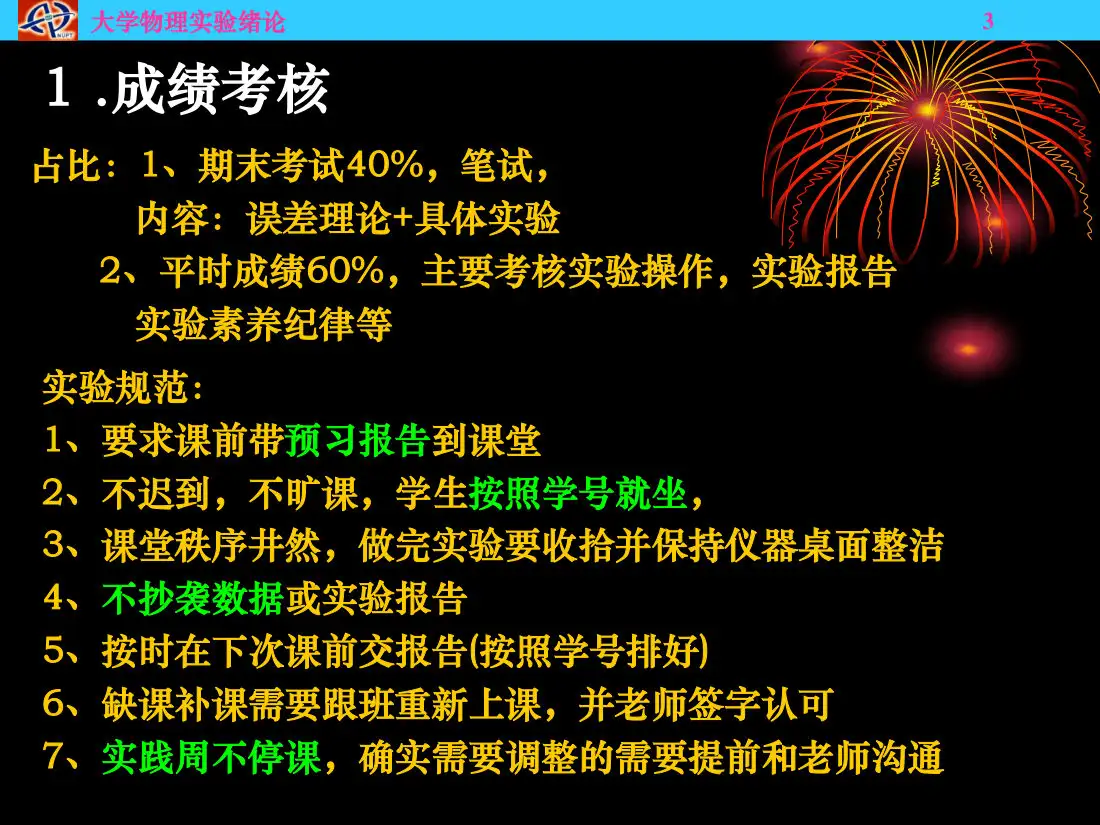 NUPT
大学物理实验绪论
3
1 .成绩考核
占比：1、期末考试40%，笔试，
内容：误差理论+具体实验
2、平时成绩60%，主要考核实验操作，实验报告
实验素养纪律等
实验规范：
1、要求课前带预习报告到课堂
2、不迟到，不旷课，学生按照学号就坐，
3、课堂秩序井然，做完实验要收拾并保持仪器桌面整洁
4、不抄袭数据或实验报告
5、按时在下次课前交报告(按照学号排好)
6、缺课补课需要跟班重新上课，并老师签字认可
7、实践周不停课，确实需要调整的需要提前和老师沟通